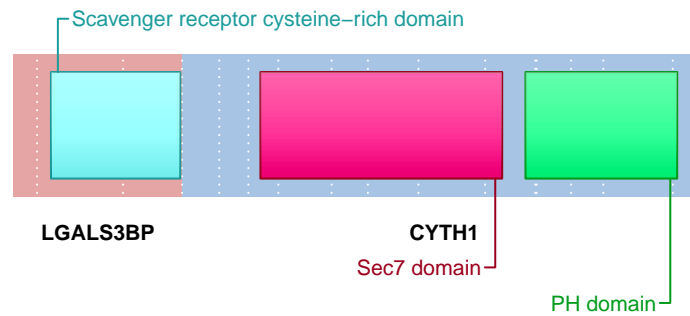 Scavenger receptor cysteine−rich domain
LGALS3BP
CYTH1
Sec7 domain
PH domain